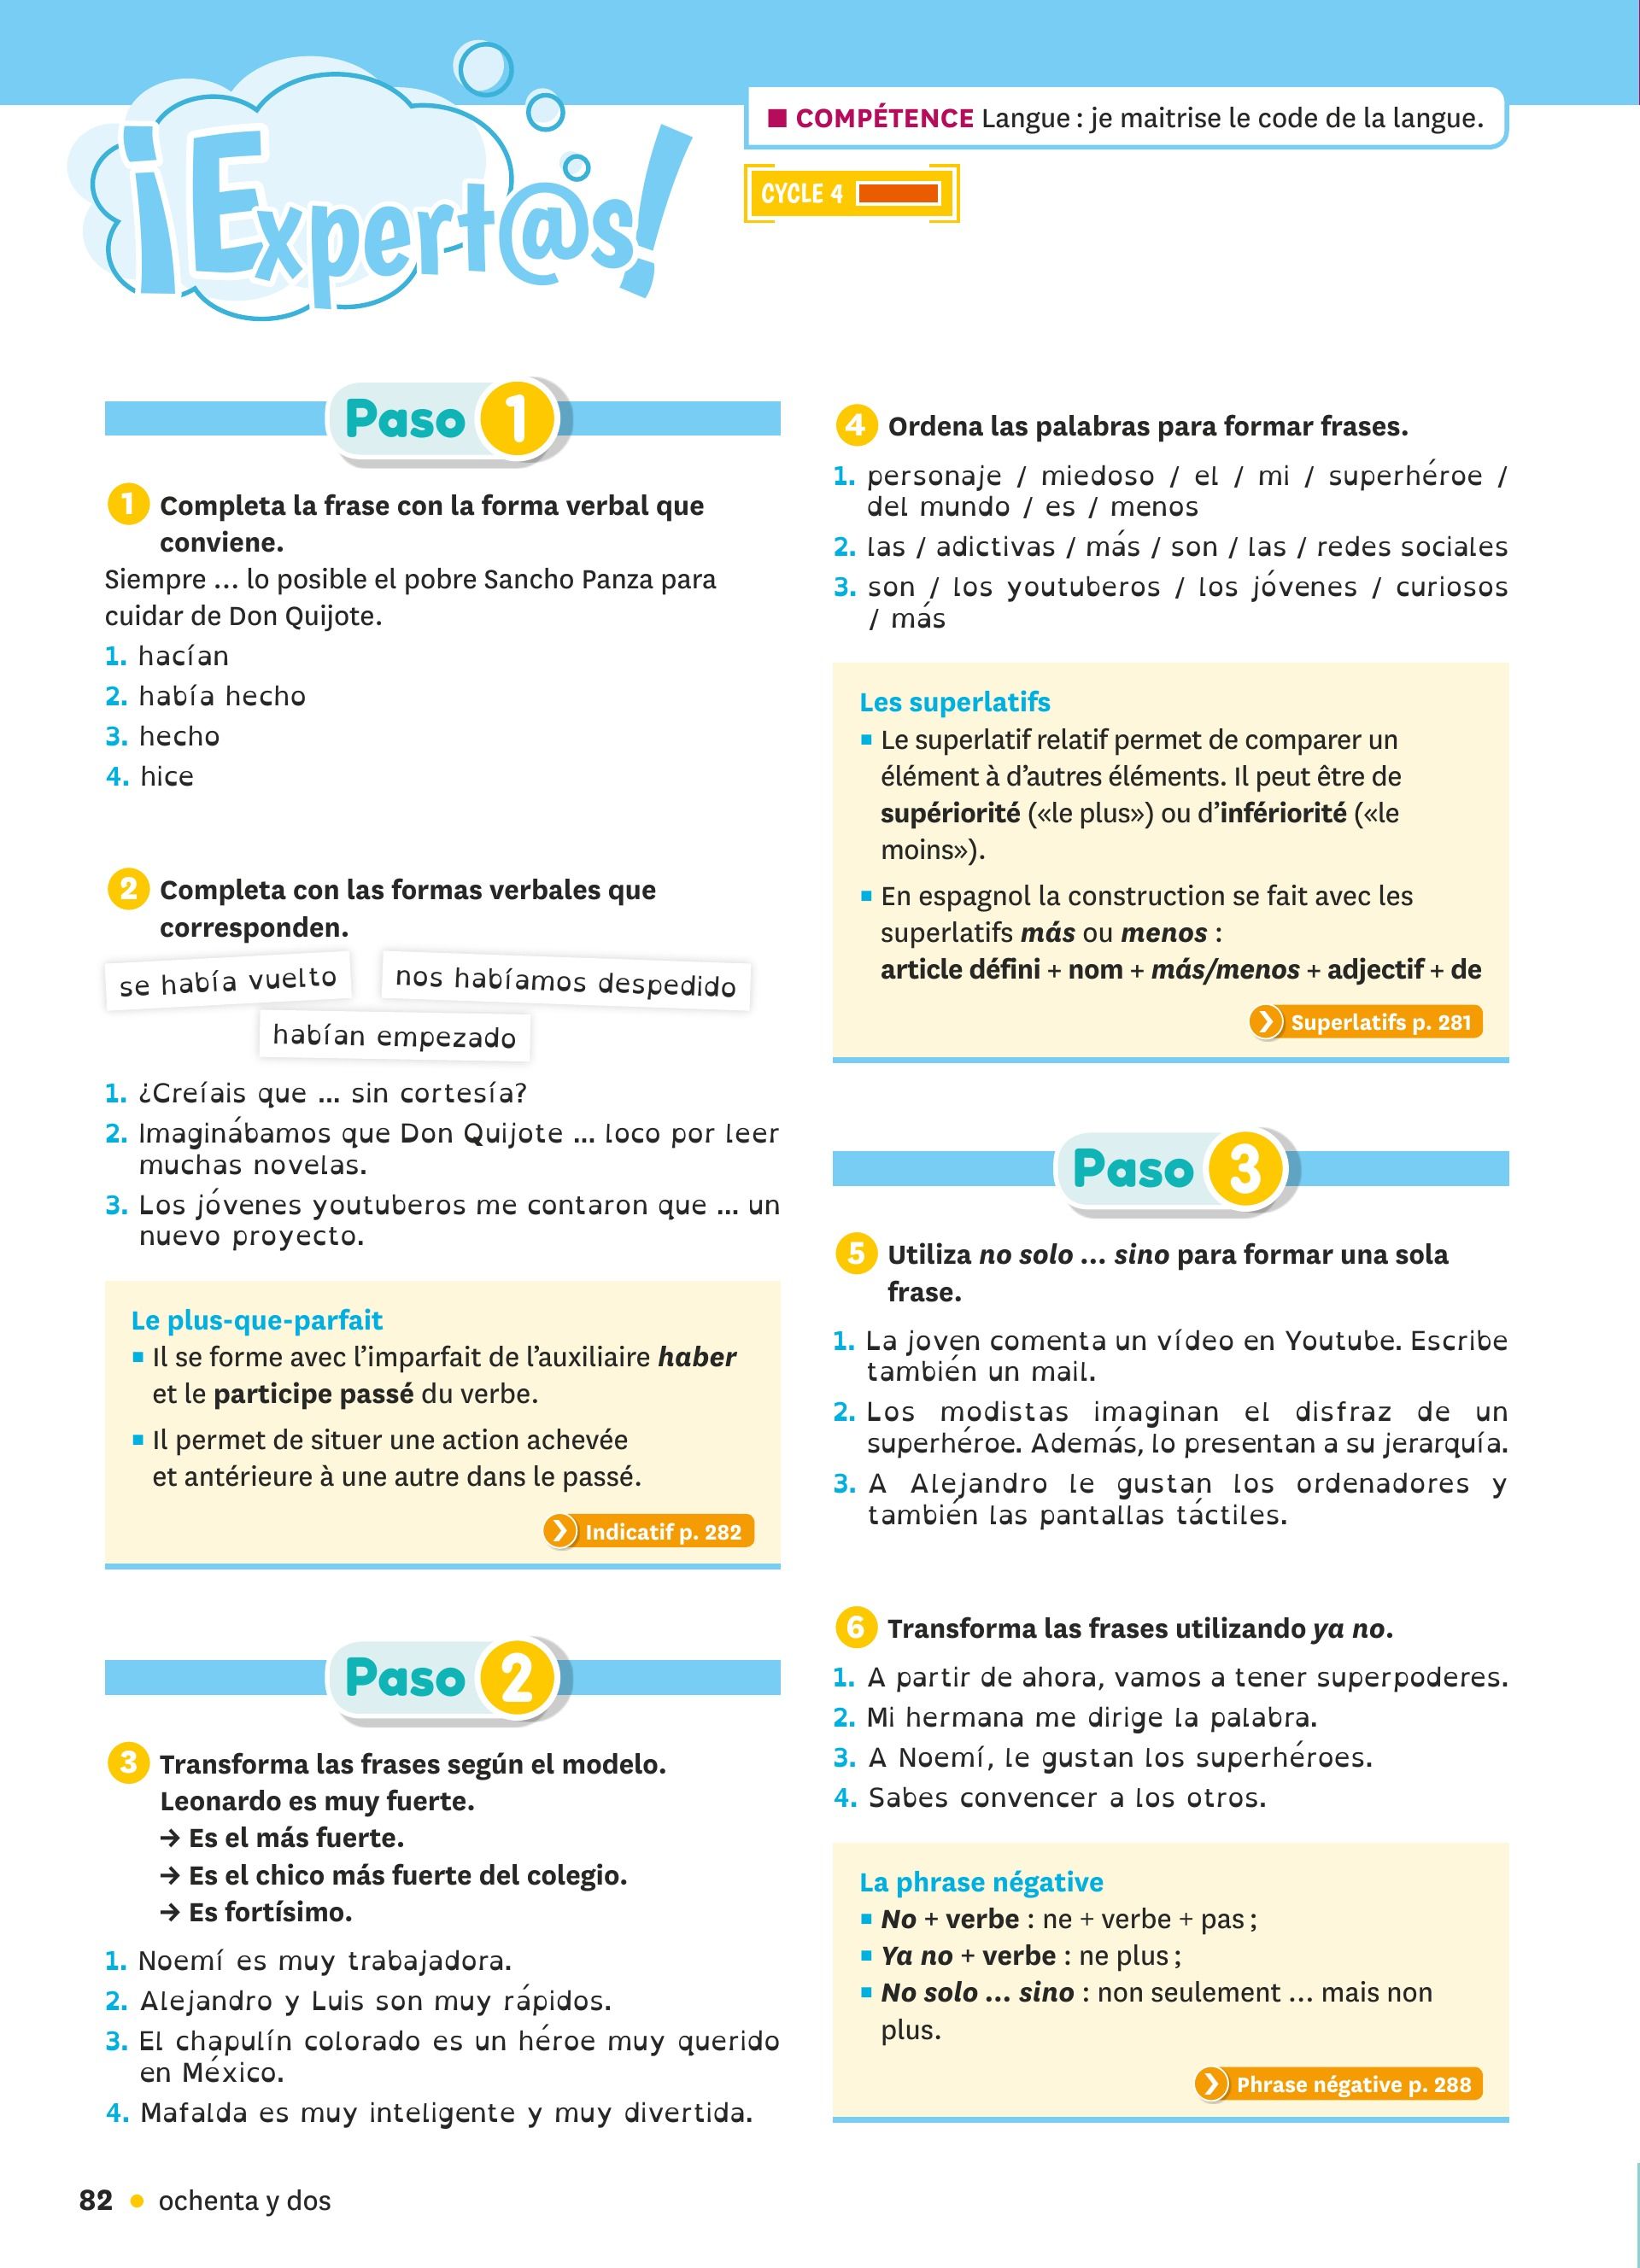 ¡Expert@s!
■ COMPÉTENCE Langue : je maitrise le code de la langue.
CYCLE 4
Paso 1
1 Completa la frase con la forma verbal que
conviene.
Siempre … lo posible el pobre Sancho Panza para
cuidar de Don Quijote.
1. hacían
2. había hecho
3. hecho
4. hice
2 Completa con las formas verbales que
corresponden.
se había vuelto
nos habíamos despedido
habían empezado
1. ¿Creíais que … sin cortesía?
2. Imaginábamos que Don Quijote … loco por leer
muchas novelas.
3. Los jóvenes youtuberos me contaron que … un
nuevo proyecto.
Le plus-que-parfait
▪ Il se forme avec l’imparfait de l’auxiliaire haber
et le participe passé du verbe.
▪ Il permet de situer une action achevée
et antérieure à une autre dans le passé.
Indicatif p. 282
Paso 2
3 Transforma las frases según el modelo.
Leonardo es muy fuerte.
→ Es el más fuerte.
→ Es el chico más fuerte del colegio.
→ Es fortísimo.
1. Noemí es muy trabajadora.
2. Alejandro y Luis son muy rápidos.
3. El chapulín colorado es un héroe muy querido
en México.
4. Mafalda es muy inteligente y muy divertida.
4 Ordena las palabras para formar frases.
1. personaje / miedoso / el / mi / superhéroe /
del mundo / es / menos
2. las / adictivas / más / son / las / redes sociales
3. son / los youtuberos / los jóvenes / curiosos
/ más
Les superlatifs
▪ Le superlatif relatif permet de comparer un
élément à d’autres éléments. Il peut être de
supériorité («le plus») ou d’infériorité («le
moins»).
▪ En espagnol la construction se fait avec les
superlatifs más ou menos :
article défini + nom + más/menos + adjectif + de
Superlatifs p. 281
Paso 3
5 Utiliza no solo … sino para formar una sola
frase.
1. La joven comenta un vídeo en Youtube. Escribe
también un mail.
2. Los modistas imaginan el disfraz de un
superhéroe. Además, lo presentan a su jerarquía.
3. A Alejandro le gustan los ordenadores y
también las pantallas táctiles.
6 Transforma las frases utilizando ya no.
1. A partir de ahora, vamos a tener superpoderes.
2. Mi hermana me dirige la palabra.
3. A Noemí, le gustan los superhéroes.
4. Sabes convencer a los otros.
La phrase négative
▪ No + verbe : ne + verbe + pas ;
▪ Ya no + verbe : ne plus ;
▪ No solo … sino : non seulement … mais non
plus.
Phrase négative p. 288
82 • ochenta y dos